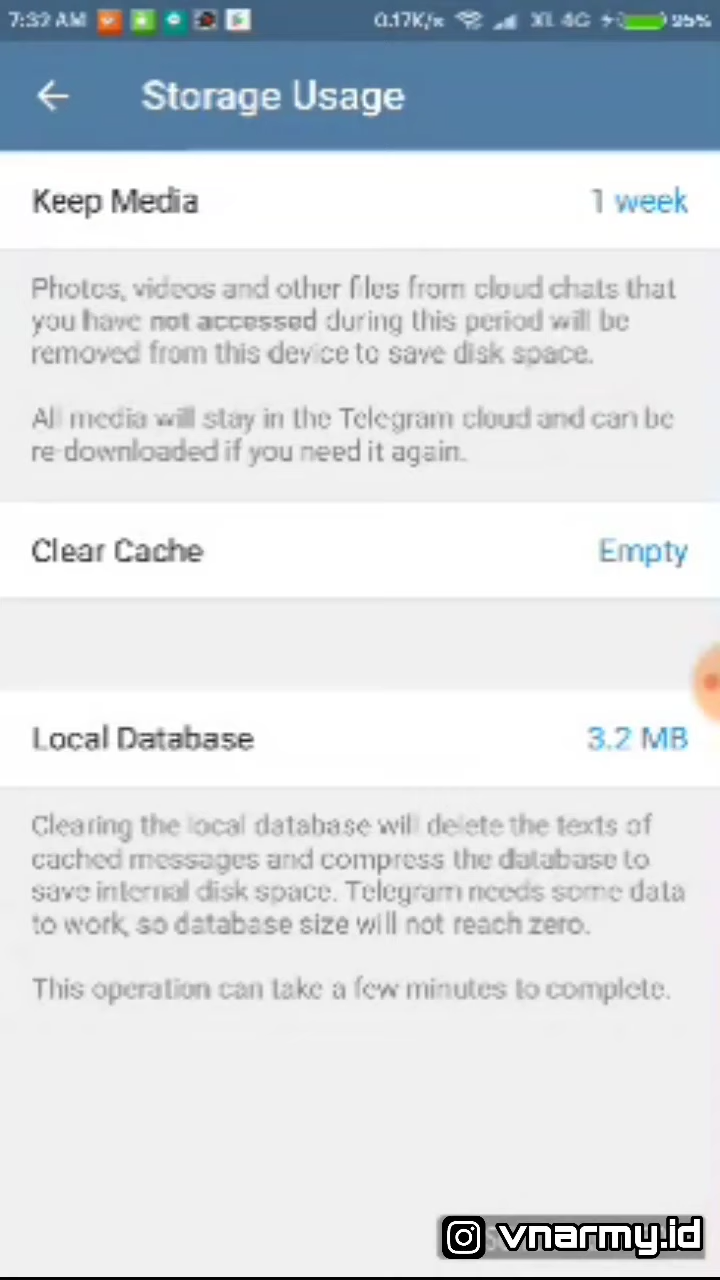 7:32 AM 0.17K/s XL 4G 95%
Storage Usage
Keep Media 1 week
Photos, videos and other files from cloud chats that
you have not accessed during this period will be
removed from this device to save disk space.
All media will stay in the Telegram cloud and can be
re-downloaded if you need it again.
Clear Cache Empty
Local Database 3.2 MB
Clearing the local database will delete the texts of
cached messages and compress the database to
save internal disk space. Telegram needs some data
to work, so database size will not reach zero.
This operation can take a few minutes to complete.
vnarmy.id